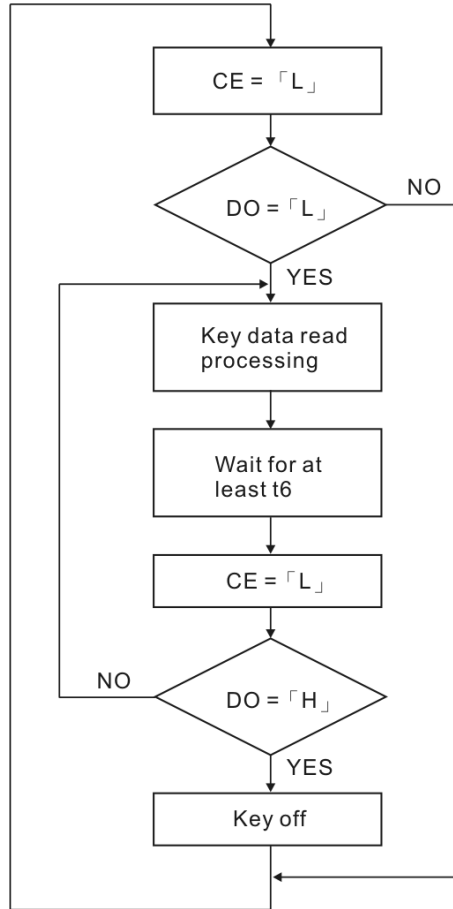 CE = 「L」
DO = 「L」
NO
YES
Key data read
processing
Wait for at
least t6
CE = 「L」
NO
DO = 「H」
YES
Key off